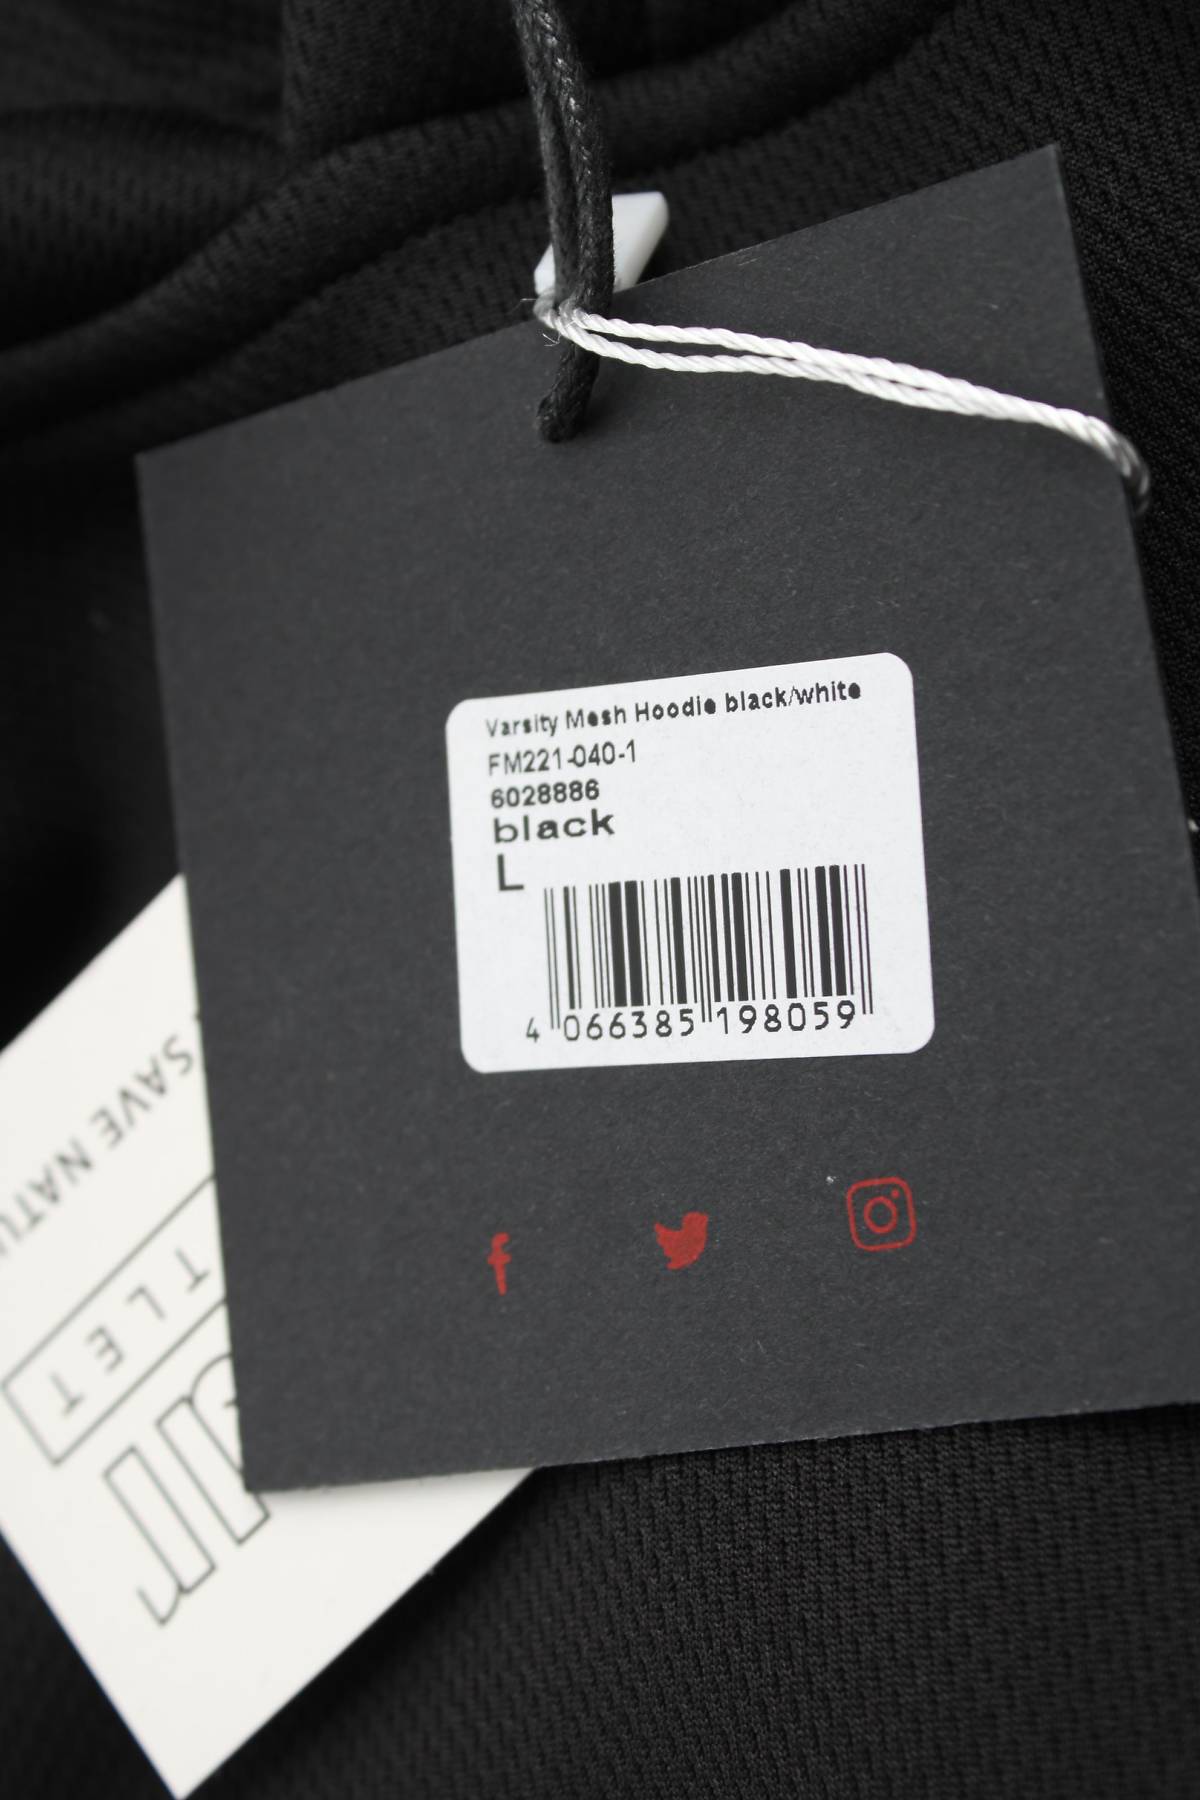 Varsity Mesh Hoodie black/white
FM221-040-1
6028886
black
L
4 066385 198059
SAVE NATU
TLET